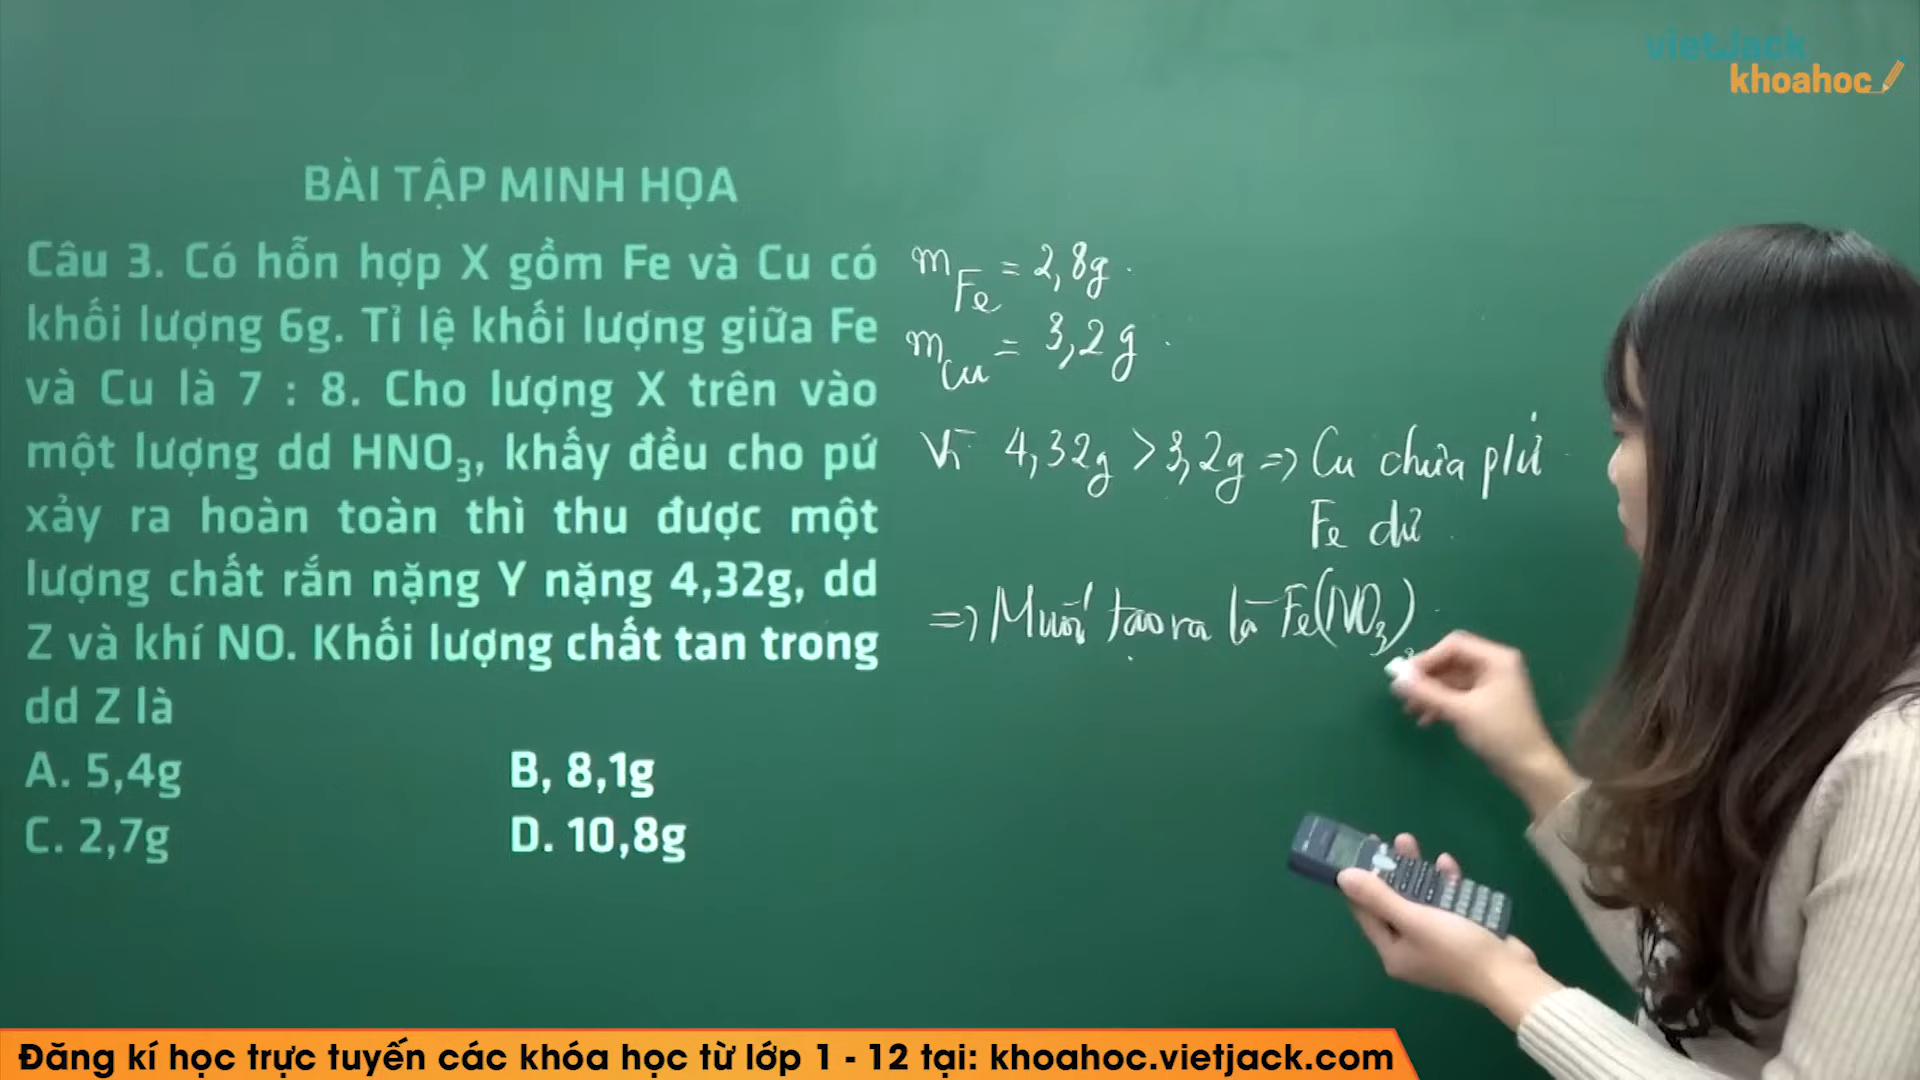 vietJack
khoahoc
BÀI TẬP MINH HỌA
Câu 3. Có hỗn hợp X gồm Fe và Cu có
khối lượng 6g. Tỉ lệ khối lượng giữa Fe
và Cu là 7 : 8. Cho lượng X trên vào
một lượng dd HNO₃, khấy đều cho pứ
xảy ra hoàn toàn thì thu được một
lượng chất rắn nặng Y nặng 4,32g, dd
Z và khí NO. Khối lượng chất tan trong
dd Z là
A. 5,4g
B, 8,1g
C. 2,7g
D. 10,8g
m_Fe = 2,8g.
m_Cu = 3,2g.
Vì 4,32g > 3,2g => Cu chưa pứ
Fe dư
=> Muối tạo ra là Fe(NO₃)₂
Đăng kí học trực tuyến các khóa học từ lớp 1 - 12 tại: khoahoc.vietjack.com